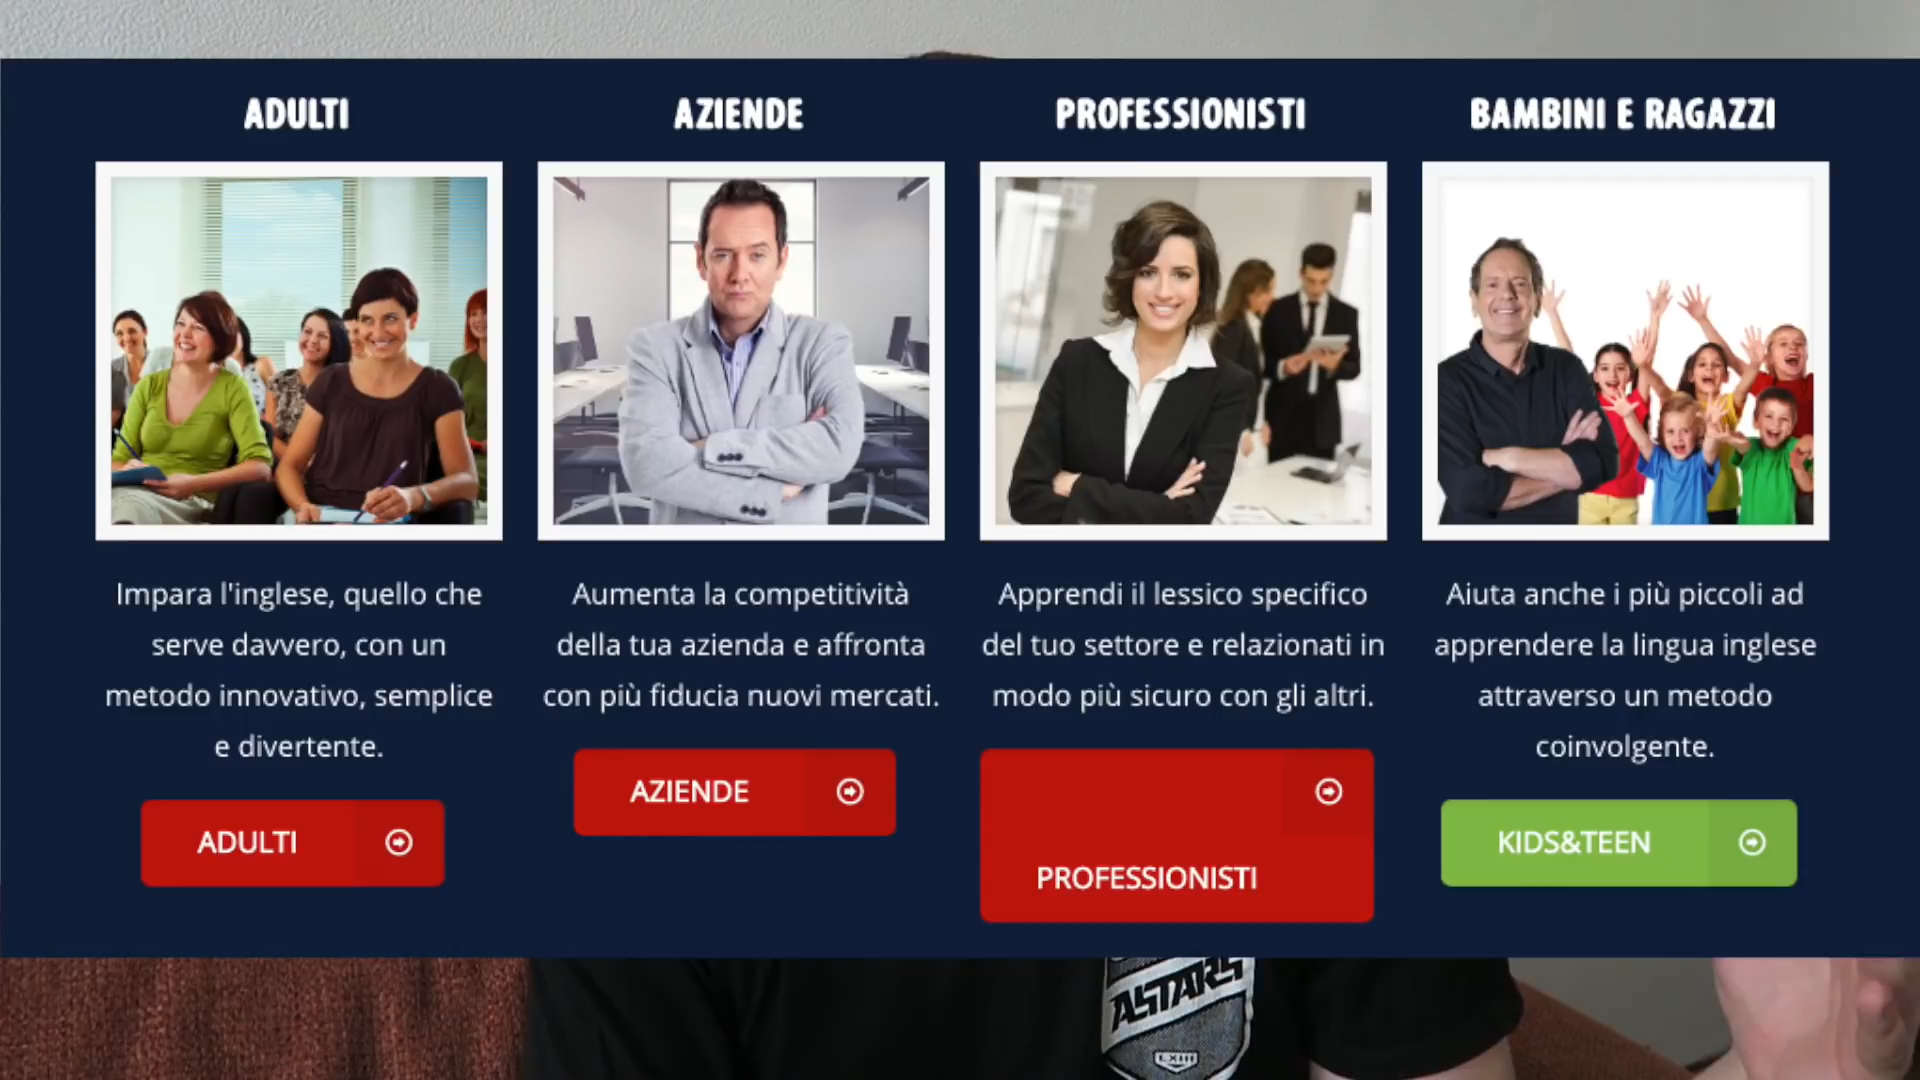 ADULTI
AZIENDE
PROFESSIONISTI
BAMBINI E RAGAZZI
Impara l'inglese, quello che
serve davvero, con un
metodo innovativo, semplice
e divertente.
ADULTI
Aumenta la competitività
della tua azienda e affronta
con più fiducia nuovi mercati.
AZIENDE
Apprendi il lessico specifico
del tuo settore e relazionati in
modo più sicuro con gli altri.
PROFESSIONISTI
Aiuta anche i più piccoli ad
apprendere la lingua inglese
attraverso un metodo
coinvolgente.
KIDS&TEEN
ASTARS
LXIII